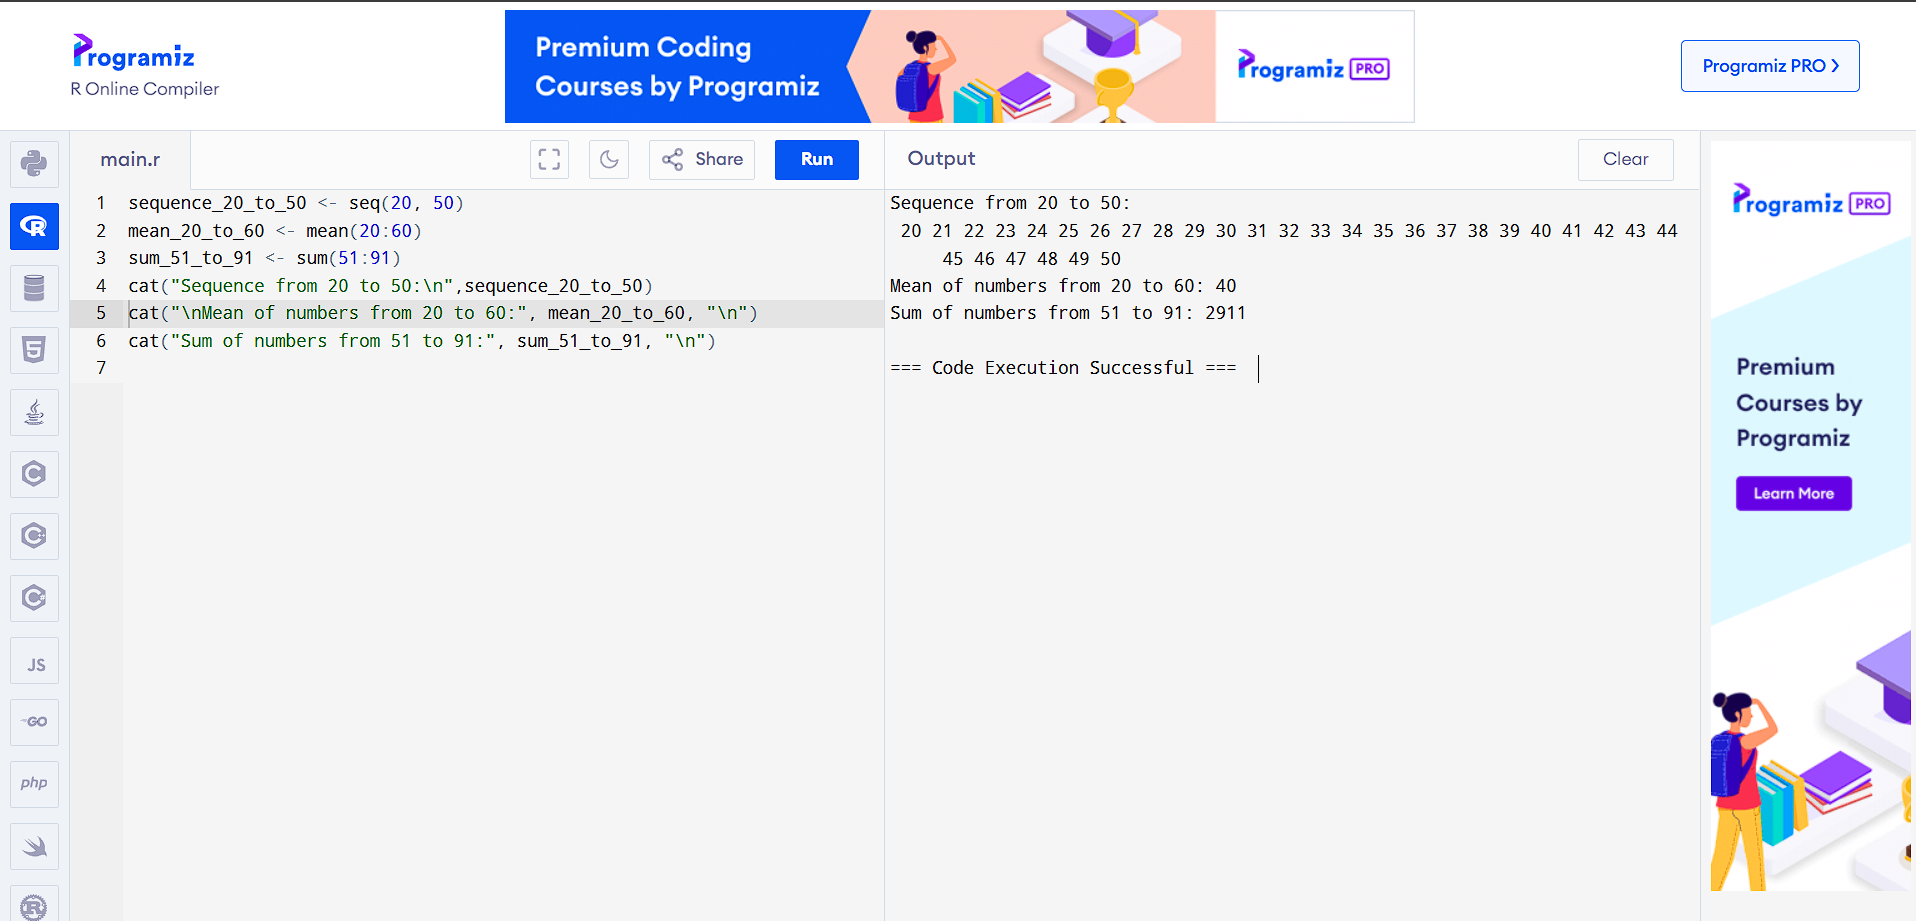 Programiz
R Online Compiler
Premium Coding
Courses by Programiz
Programiz PRO
Programiz PRO
main.r
Share
Run
Output
Clear
1 sequence_20_to_50 <- seq(20, 50)
2 mean_20_to_60 <- mean(20:60)
3 sum_51_to_91 <- sum(51:91)
4 cat("Sequence from 20 to 50:\n",sequence_20_to_50)
5 cat("\nMean of numbers from 20 to 60:", mean_20_to_60, "\n")
6 cat("Sum of numbers from 51 to 91:", sum_51_to_91, "\n")
7
Sequence from 20 to 50:
20 21 22 23 24 25 26 27 28 29 30 31 32 33 34 35 36 37 38 39 40 41 42 43 44
45 46 47 48 49 50
Mean of numbers from 20 to 60: 40
Sum of numbers from 51 to 91: 2911
=== Code Execution Successful ===
R
5
C
C
C
JS
GO
php
R
Programiz PRO
Premium
Courses by
Programiz
Learn More